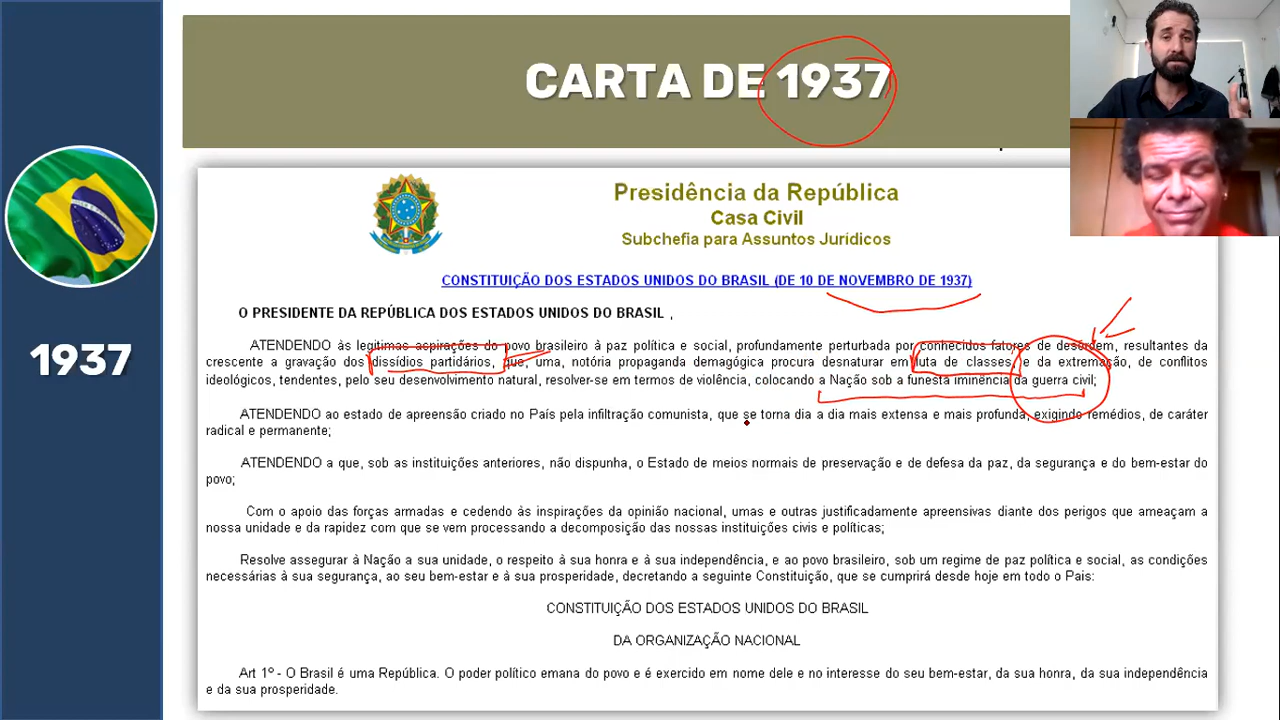 CARTA DE 1937
1937
Presidência da República
Casa Civil
Subchefia para Assuntos Jurídicos
CONSTITUIÇÃO DOS ESTADOS UNIDOS DO BRASIL (DE 10 DE NOVEMBRO DE 1937)
O PRESIDENTE DA REPÚBLICA DOS ESTADOS UNIDOS DO BRASIL ,
ATENDENDO às legitimas aspirações do povo brasileiro à paz política e social, profundamente perturbada por conhecidos fatores de desordem, resultantes da
crescente a gravação dos dissídios partidários, que, uma, notória propaganda demagógica procura desnaturar em luta de classes, e da extremação, de conflitos
ideológicos, tendentes, pelo seu desenvolvimento natural, resolver-se em termos de violência, colocando a Nação sob a funesta iminência da guerra civil;
ATENDENDO ao estado de apreensão criado no País pela infiltração comunista, que se torna dia a dia mais extensa e mais profunda, exigindo remédios, de caráter
radical e permanente;
ATENDENDO a que, sob as instituições anteriores, não dispunha, o Estado de meios normais de preservação e de defesa da paz, da segurança e do bem-estar do
povo;
Com o apoio das forças armadas e cedendo às inspirações da opinião nacional, umas e outras justificadamente apreensivas diante dos perigos que ameaçam a
nossa unidade e da rapidez com que se vem processando a decomposição das nossas instituições civis e políticas;
Resolve assegurar à Nação a sua unidade, o respeito à sua honra e à sua independência, e ao povo brasileiro, sob um regime de paz política e social, as condições
necessárias à sua segurança, ao seu bem-estar e à sua prosperidade, decretando a seguinte Constituição, que se cumprirá desde hoje em todo o Pais:
CONSTITUIÇÃO DOS ESTADOS UNIDOS DO BRASIL
DA ORGANIZAÇÃO NACIONAL
Art 1º - O Brasil é uma República. O poder político emana do povo e é exercido em nome dele e no interesse do seu bem-estar, da sua honra, da sua independência
e da sua prosperidade.